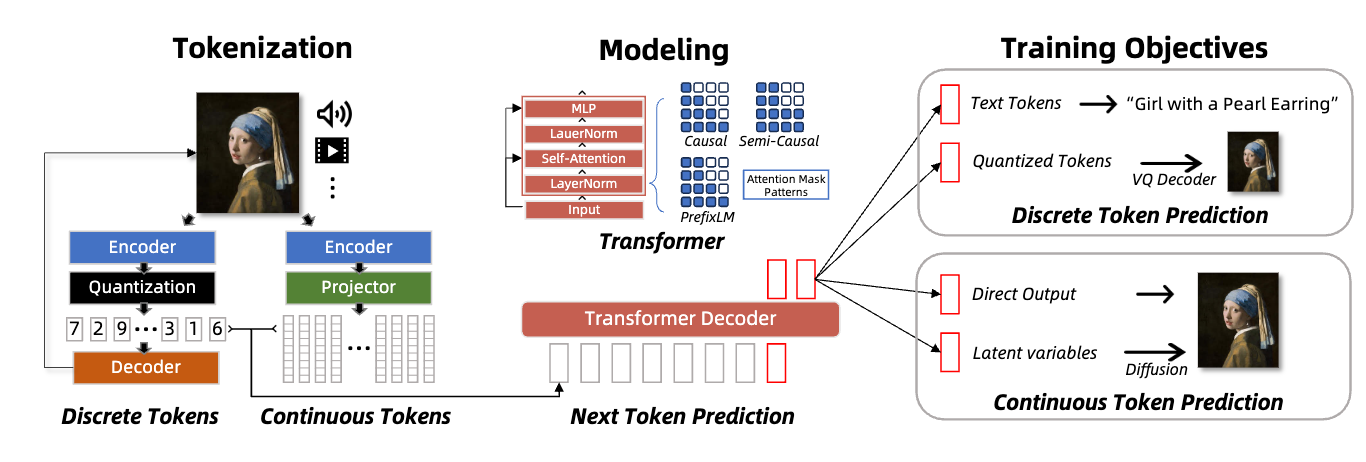 Tokenization
Modeling
Training Objectives
Encoder
Quantization
7 2 9 ··· 3 1 6
Decoder
Discrete Tokens
Encoder
Projector
...
Continuous Tokens
MLP
LauerNorm
Self-Attention
LayerNorm
Input
Causal
Semi-Causal
PrefixLM
Attention Mask
Patterns
Transformer
Transformer Decoder
Next Token Prediction
Text Tokens
“Girl with a Pearl Earring”
Quantized Tokens
VQ Decoder
Discrete Token Prediction
Direct Output
Latent variables
Diffusion
Continuous Token Prediction